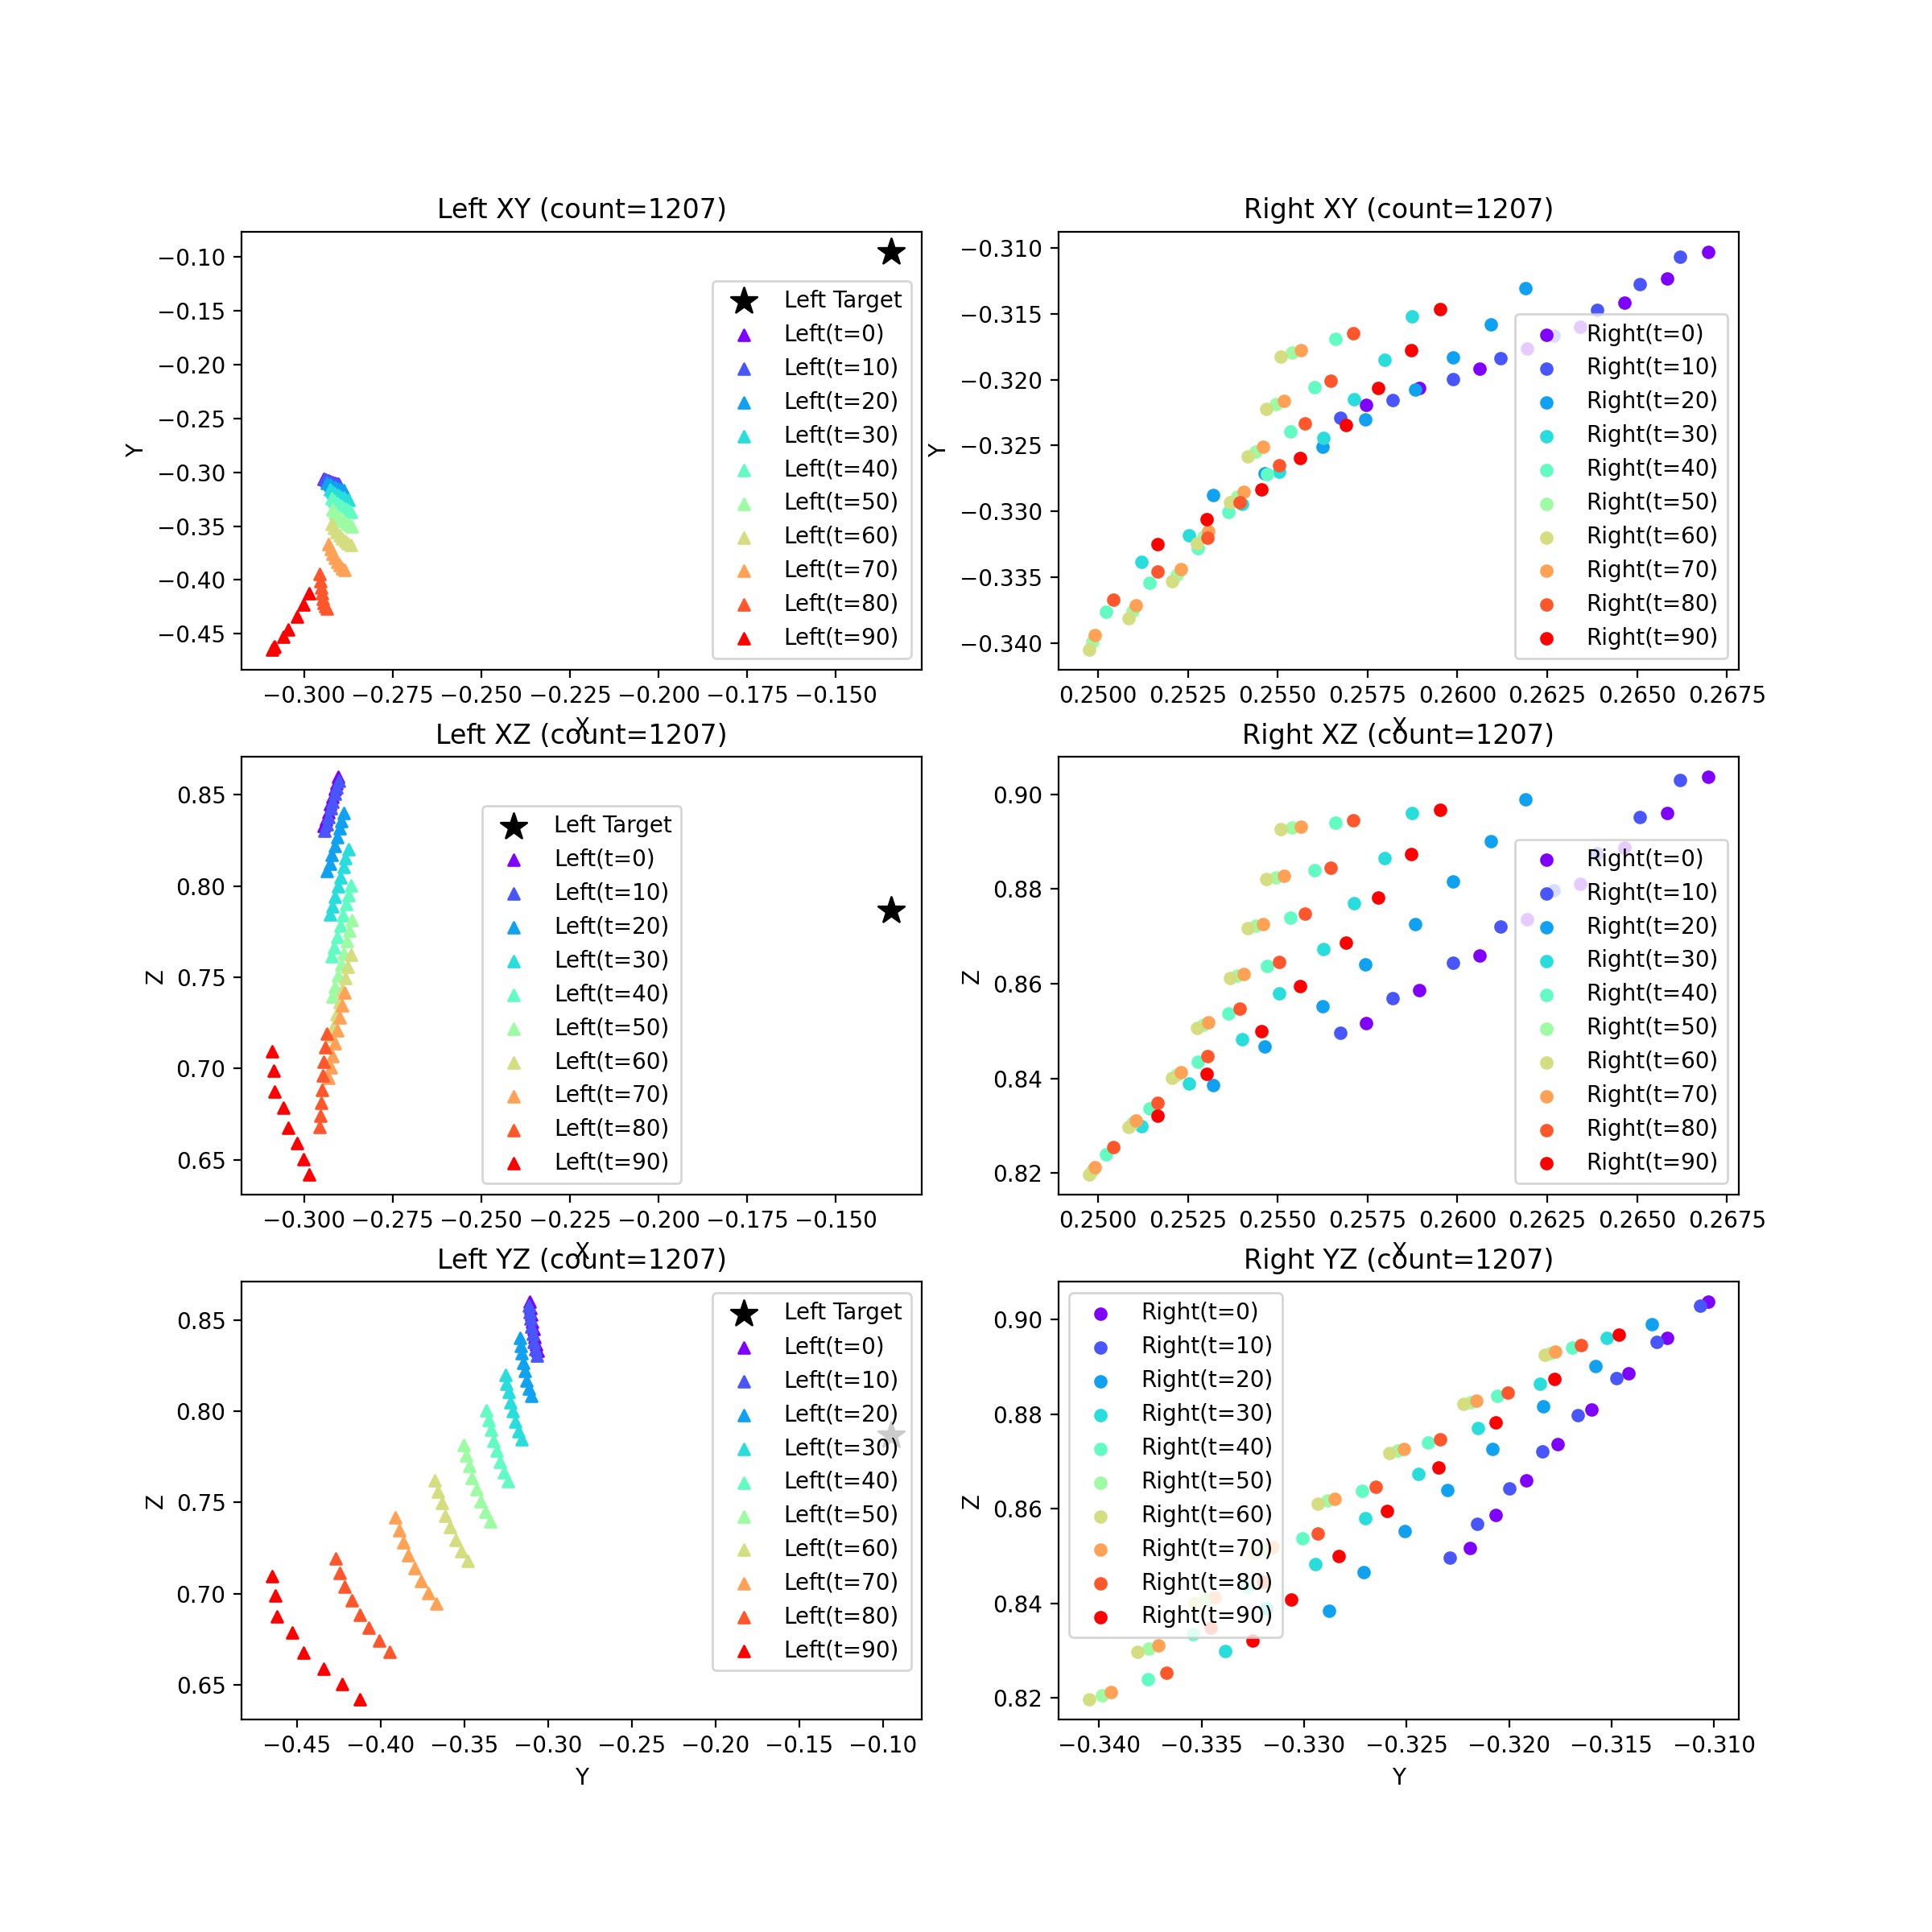 Left XY (count=1207)
Y
−0.10
−0.15
−0.20
−0.25
−0.30
−0.35
−0.40
−0.45
Left Target
Left(t=0)
Left(t=10)
Left(t=20)
Left(t=30)
Left(t=40)
Left(t=50)
Left(t=60)
Left(t=70)
Left(t=80)
Left(t=90)
−0.300 −0.275 −0.250 −0.225 −0.200 −0.175 −0.150
X
Right XY (count=1207)
Y
−0.310
−0.315
−0.320
−0.325
−0.330
−0.335
−0.340
Right(t=0)
Right(t=10)
Right(t=20)
Right(t=30)
Right(t=40)
Right(t=50)
Right(t=60)
Right(t=70)
Right(t=80)
Right(t=90)
0.2500 0.2525 0.2550 0.2575 0.2600 0.2625 0.2650 0.2675
X
Left XZ (count=1207)
Z
0.85
0.80
0.75
0.70
0.65
Left Target
Left(t=0)
Left(t=10)
Left(t=20)
Left(t=30)
Left(t=40)
Left(t=50)
Left(t=60)
Left(t=70)
Left(t=80)
Left(t=90)
−0.300 −0.275 −0.250 −0.225 −0.200 −0.175 −0.150
X
Right XZ (count=1207)
Z
0.90
0.88
0.86
0.84
0.82
Right(t=0)
Right(t=10)
Right(t=20)
Right(t=30)
Right(t=40)
Right(t=50)
Right(t=60)
Right(t=70)
Right(t=80)
Right(t=90)
0.2500 0.2525 0.2550 0.2575 0.2600 0.2625 0.2650 0.2675
X
Left YZ (count=1207)
Z
0.85
0.80
0.75
0.70
0.65
Left Target
Left(t=0)
Left(t=10)
Left(t=20)
Left(t=30)
Left(t=40)
Left(t=50)
Left(t=60)
Left(t=70)
Left(t=80)
Left(t=90)
−0.45 −0.40 −0.35 −0.30 −0.25 −0.20 −0.15 −0.10
Y
Right YZ (count=1207)
Z
0.90
0.88
0.86
0.84
0.82
Right(t=0)
Right(t=10)
Right(t=20)
Right(t=30)
Right(t=40)
Right(t=50)
Right(t=60)
Right(t=70)
Right(t=80)
Right(t=90)
−0.340 −0.335 −0.330 −0.325 −0.320 −0.315 −0.310
Y